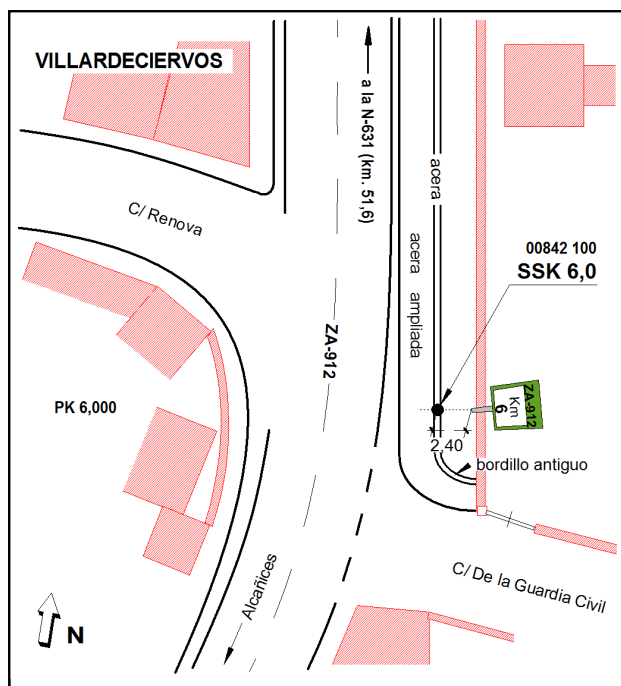 VILLARDECIERVOS
a la N-631 (km. 51,6)
acera
C/ Renova
acera ampliada
00842 100
SSK 6,0
ZA-912
ZA-912
Km
6
PK 6,000
2,40
bordillo antiguo
C/ De la Guardia Civil
Alcañices
N